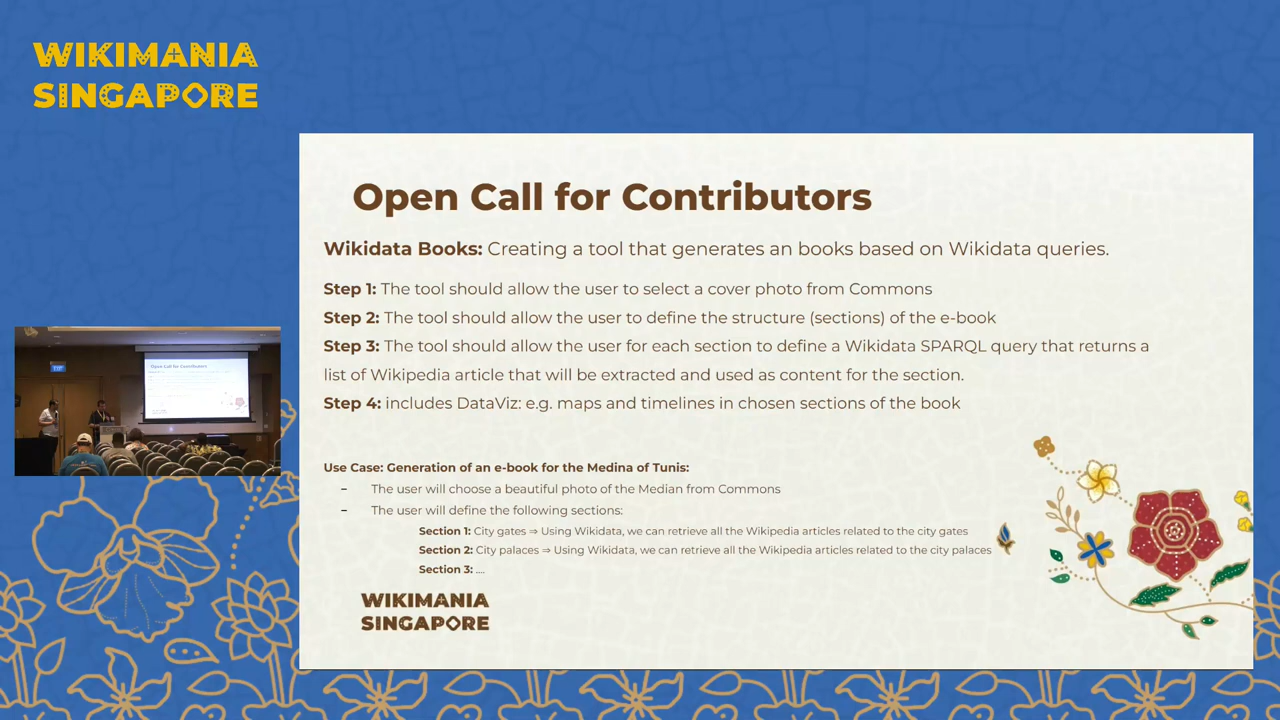 WIKIMANIA
SINGAPORE
Open Call for Contributors
Wikidata Books: Creating a tool that generates an books based on Wikidata queries.
Step 1: The tool should allow the user to select a cover photo from Commons
Step 2: The tool should allow the user to define the structure (sections) of the e-book
Step 3: The tool should allow the user for each section to define a Wikidata SPARQL query that returns a
list of Wikipedia article that will be extracted and used as content for the section.
Step 4: includes DataViz: e.g. maps and timelines in chosen sections of the book
Use Case: Generation of an e-book for the Medina of Tunis:
- The user will choose a beautiful photo of the Median from Commons
- The user will define the following sections:
Section 1: City gates ⇒ Using Wikidata, we can retrieve all the Wikipedia articles related to the city gates
Section 2: City palaces ⇒ Using Wikidata, we can retrieve all the Wikipedia articles related to the city palaces
Section 3: ....
WIKIMANIA
SINGAPORE
Open Call for Contributors